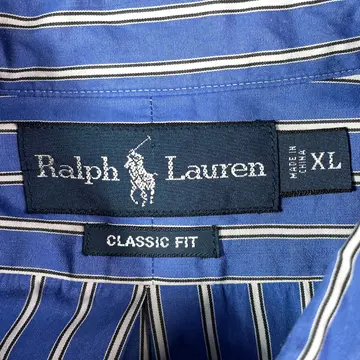 Ralph Lauren
MADE IN
CHINA
XL
CLASSIC FIT